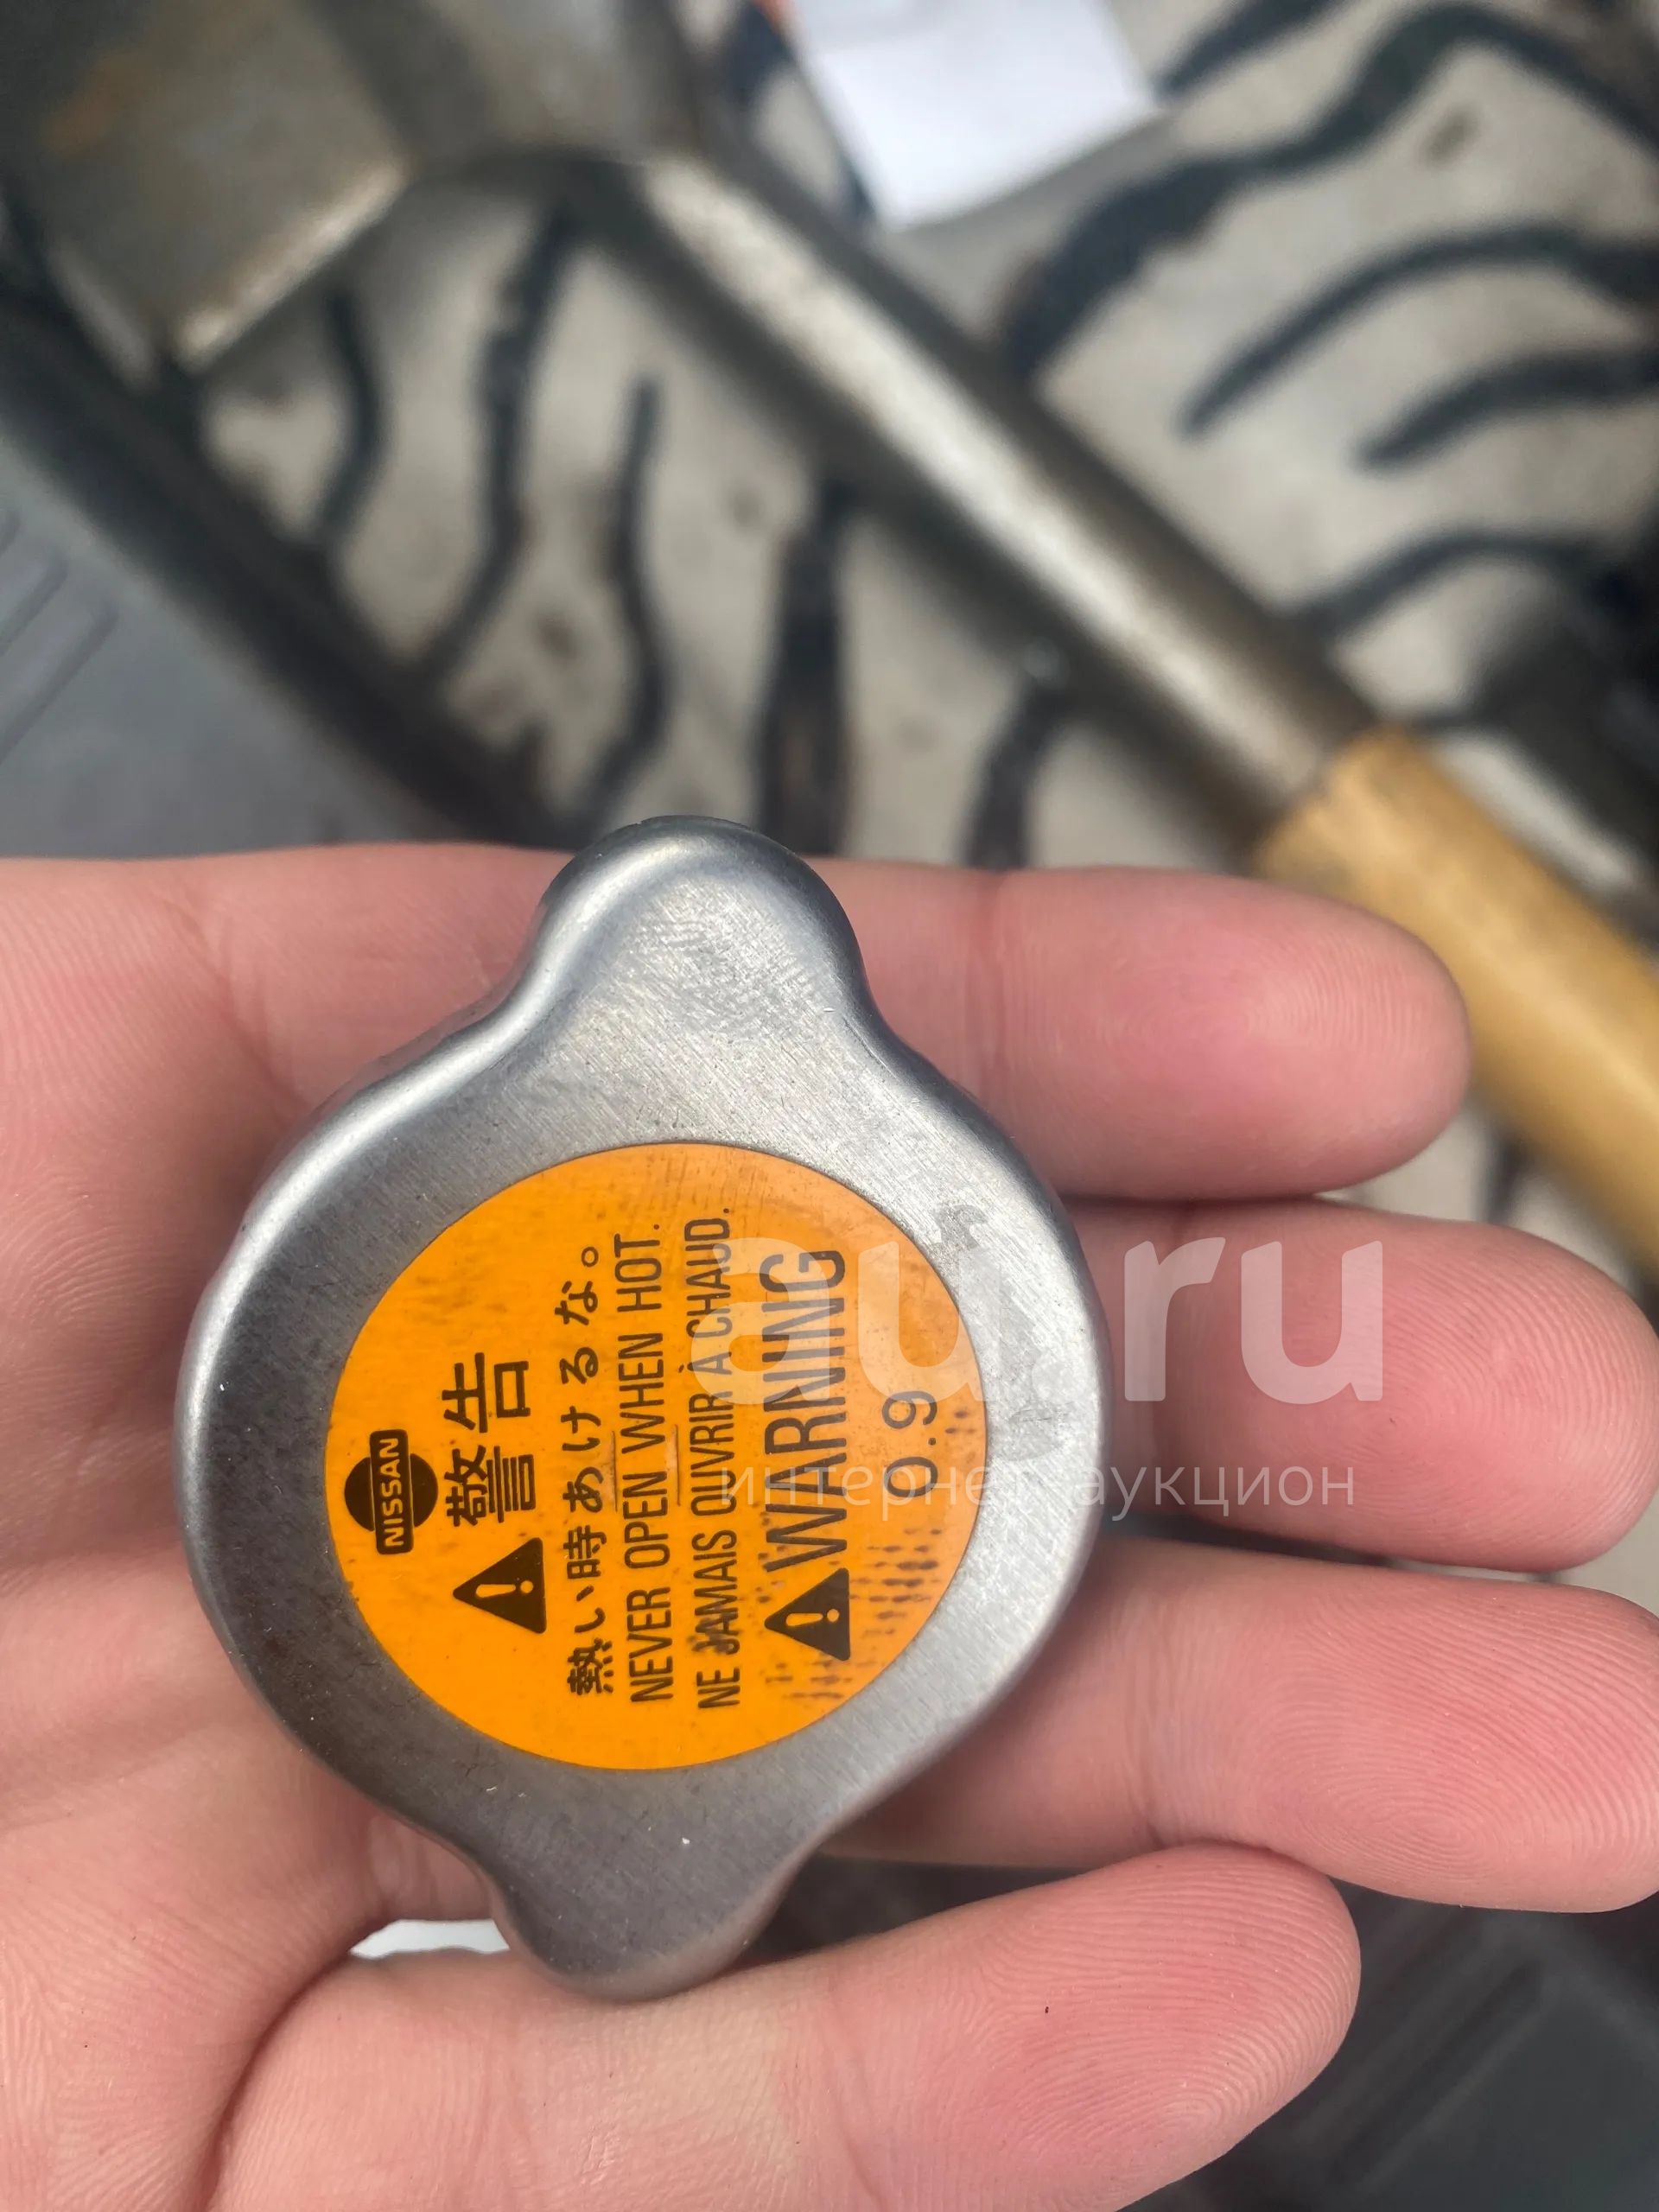 NISSAN
警告
熱い時あけるな。
NEVER OPEN WHEN HOT.
NE JAMAIS OUVRIR À CHAUD.
WARNING
0.9
au.ru
интернет-аукцион